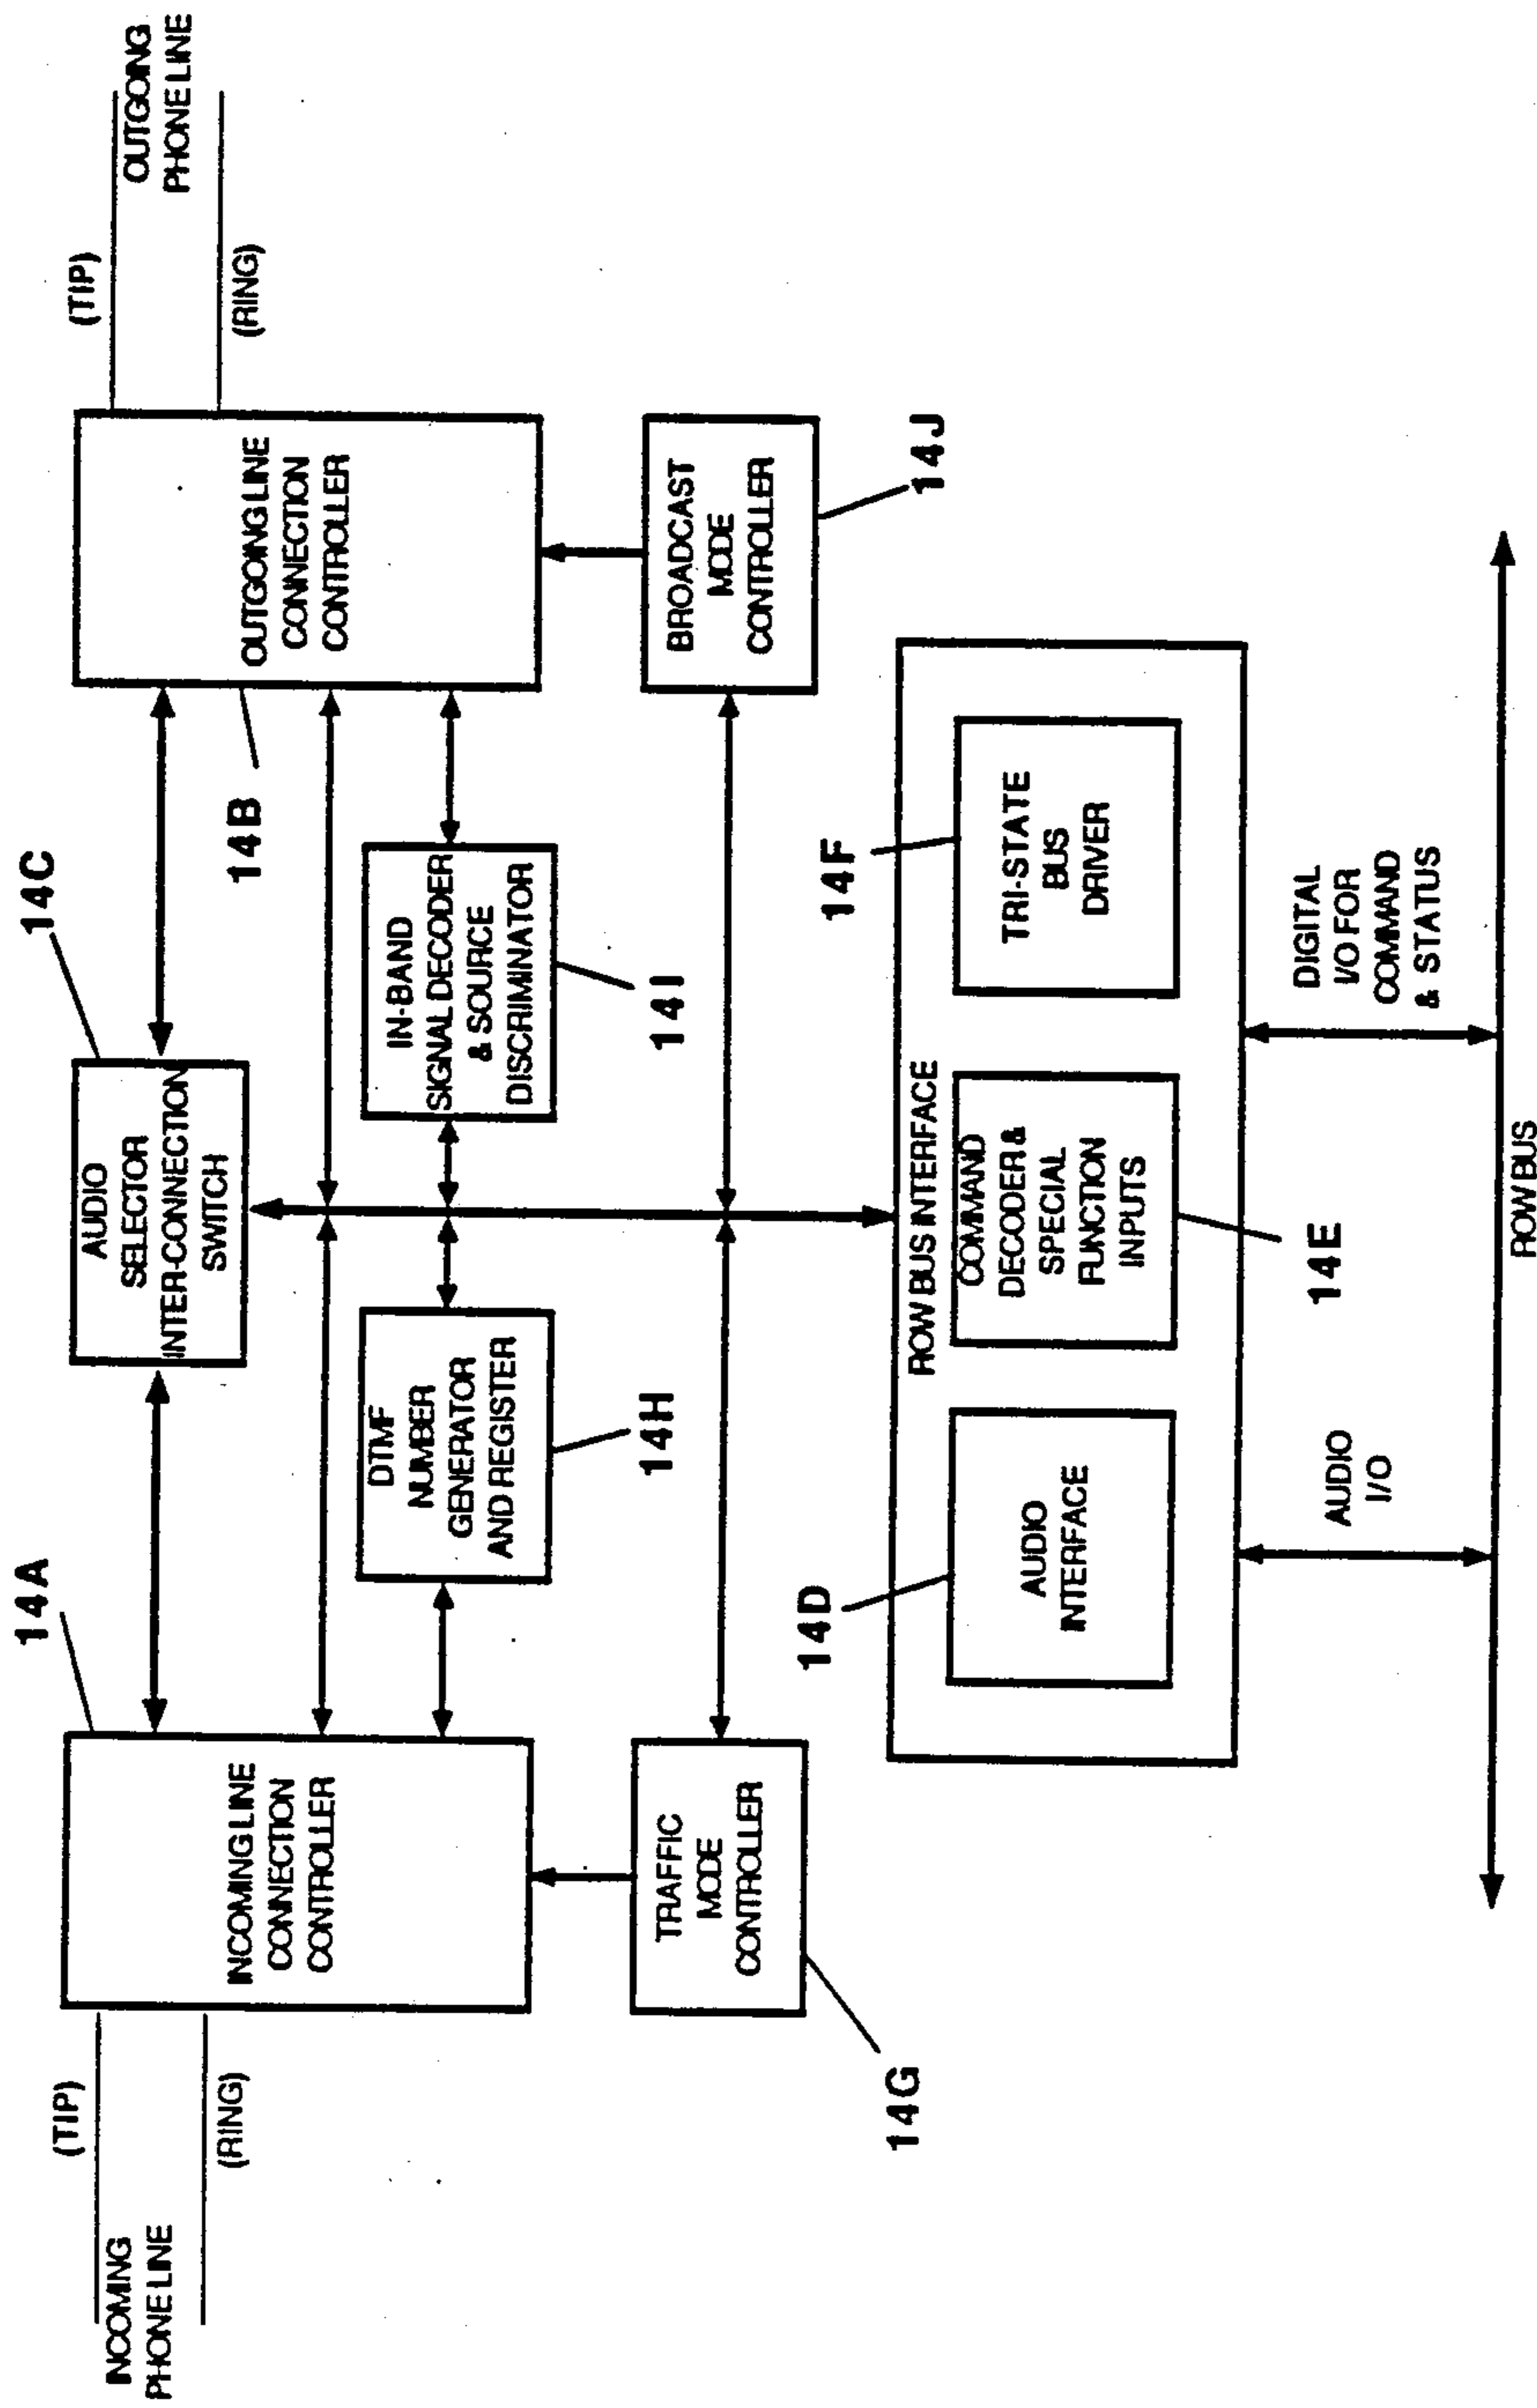 14A
14C
(TIP)
INCOMING
PHONE LINE
(RING)
INCOMING LINE
CONNECTION
CONTROLLER
AUDIO
SELECTOR
INTER-CONNECTION
SWITCH
14B
OUTGOING LINE
CONNECTION
CONTROLLER
(TIP)
OUTGOING
PHONE LINE
(RING)
DTMF
NUMBER
GENERATOR
AND REGISTER
14H
IN-BAND
SIGNAL DECODER
& SOURCE
DISCRIMINATOR
14I
TRAFFIC
MODE
CONTROLLER
14G
BROADCAST
MODE
CONTROLLER
14J
14D
14F
ROW BUS INTERFACE
AUDIO
INTERFACE
COMMAND
DECODER &
SPECIAL
FUNCTION
INPUTS
TRI-STATE
BUS
DRIVER
14E
AUDIO
I/O
DIGITAL
I/O FOR
COMMAND
& STATUS
ROW BUS